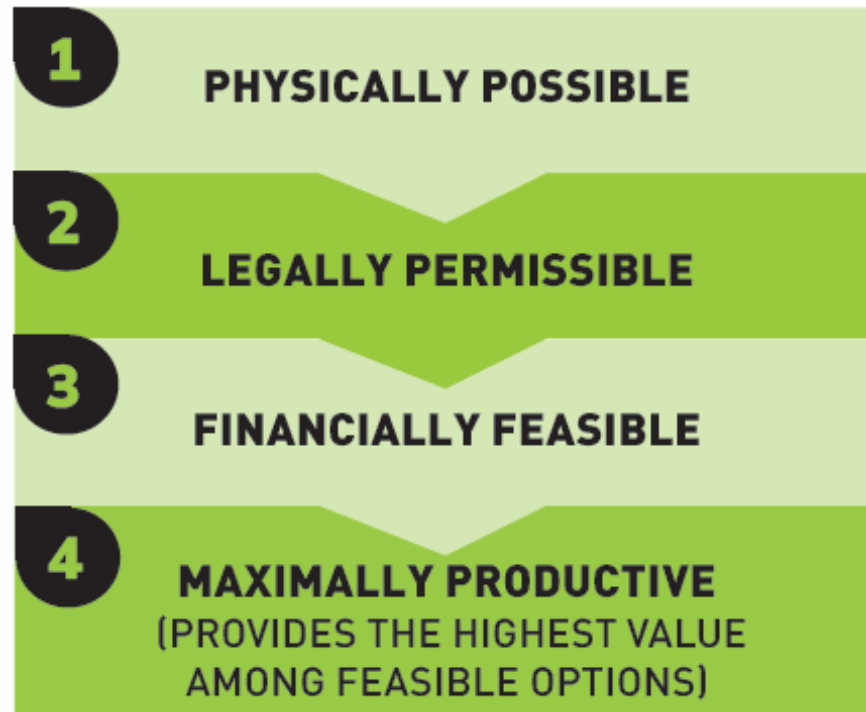 1
PHYSICALLY POSSIBLE
2
LEGALLY PERMISSIBLE
3
FINANCIALLY FEASIBLE
4
MAXIMALLY PRODUCTIVE
(PROVIDES THE HIGHEST VALUE
AMONG FEASIBLE OPTIONS)